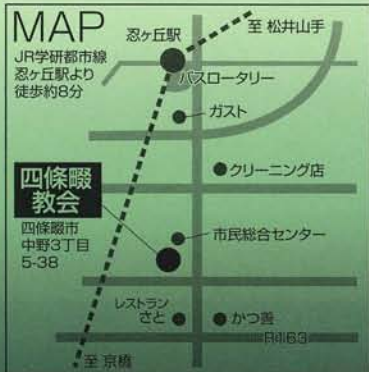 MAP
JR学研都市線
忍ヶ丘駅より
徒歩約8分
忍ヶ丘駅
至 松井山手
バスロータリー
ガスト
クリーニング店
四條畷
教会
四條畷市
中野3丁目
5-38
市民総合センター
レストラン
さと
かつ善
R163
至 京橋